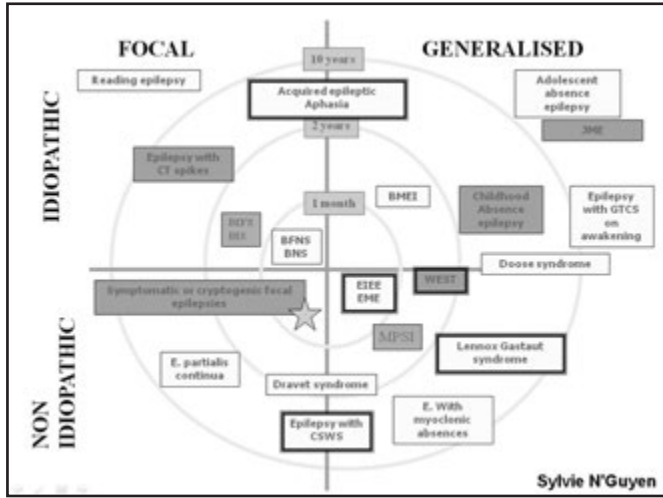 FOCAL
GENERALISED
10 years
Reading epilepsy
Acquired epileptic
Aphasia
Adolescent
absence
epilepsy
JME
2 years
IDIOPATHIC
Epilepsy with
CT spikes
1 month
BMEI
Childhood
Absence
epilepsy
Epilepsy
with GTCS
on
awakening
BFNS
BNS
Doose syndrome
Symptomatic or cryptogenic focal
epilepsies
EIEE
EME
WEST
MPSI
Lennox Gastaut
syndrome
NON
IDIOPATHIC
E. partialis
continua
Dravet syndrome
Epilepsy with
CSWS
E. With
myoclonic
absences
Sylvie N'Guyen